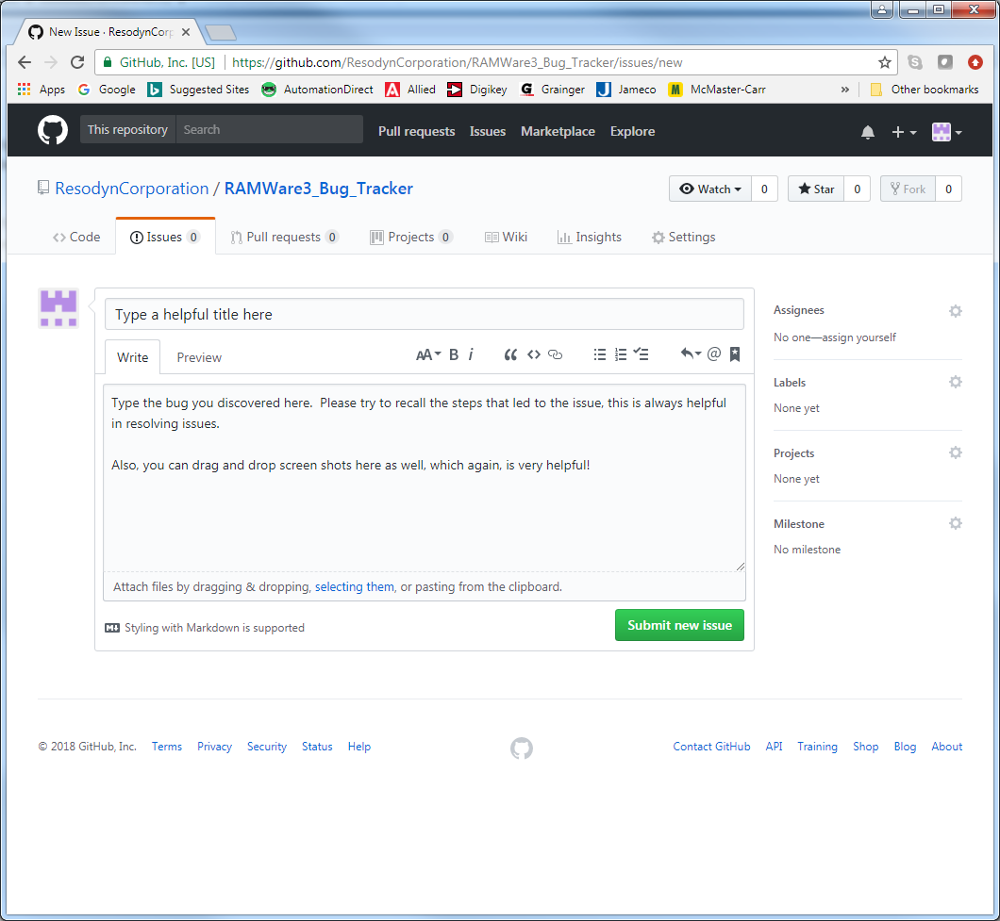 New Issue · ResodynCorp
GitHub, Inc. [US] https://github.com/ResodynCorporation/RAMWare3_Bug_Tracker/issues/new
Apps Google Suggested Sites AutomationDirect Allied Digikey Grainger Jameco McMaster-Carr » Other bookmarks
This repository Search Pull requests Issues Marketplace Explore
ResodynCorporation / RAMWare3_Bug_Tracker Watch 0 Star 0 Fork 0
Code Issues 0 Pull requests 0 Projects 0 Wiki Insights Settings
Type a helpful title here
Write Preview AA B i “ <> @
Type the bug you discovered here.  Please try to recall the steps that led to the issue, this is always helpful
in resolving issues.
Also, you can drag and drop screen shots here as well, which again, is very helpful!
Attach files by dragging & dropping, selecting them, or pasting from the clipboard.
M Styling with Markdown is supported Submit new issue
Assignees
No one—assign yourself
Labels
None yet
Projects
None yet
Milestone
No milestone
© 2018 GitHub, Inc. Terms Privacy Security Status Help Contact GitHub API Training Shop Blog About